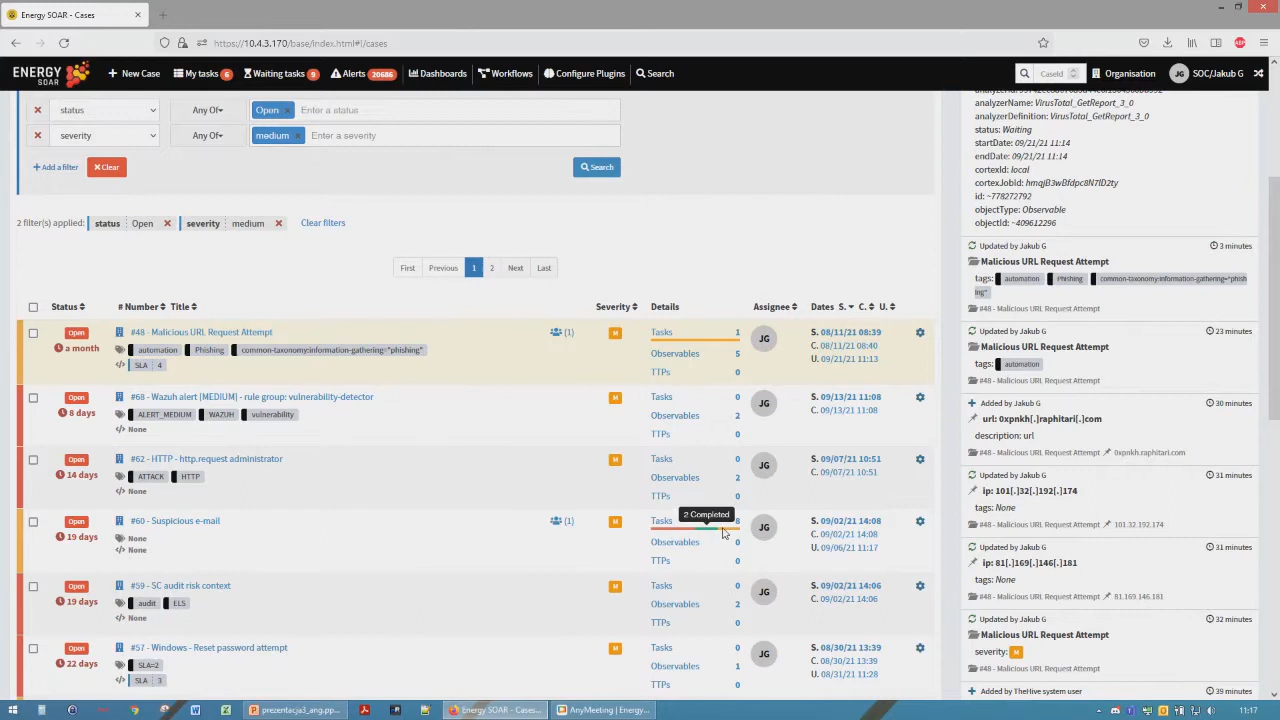 Energy SOAR - Cases
https://10.4.3.170/base/index.html#!/cases
ENERGY SOAR
New Case
My tasks 6
Waiting tasks 9
Alerts 20686
Dashboards
Workflows
Configure Plugins
Search
CaseId
Organisation
JG SOC/Jakub G
status Any Of Open × Enter a status
severity Any Of medium × Enter a severity
+ Add a filter
Clear
Search
2 filter(s) applied: status Open severity medium Clear filters
First Previous 1 2 Next Last
Status # Number Title Severity Details Assignee Dates S. C. U.
Open #48 - Malicious URL Request Attempt (1) M Tasks 1 JG S. 08/11/21 08:39
a month automation Phishing common-taxonomy:information-gathering="phishing" Observables 5 C. 08/11/21 08:40
SLA 4 TTPs 0 U. 09/21/21 11:13
Open #68 - Wazuh alert [MEDIUM] - rule group: vulnerability-detector M Tasks 0 JG S. 09/13/21 11:08
8 days ALERT_MEDIUM WAZUH vulnerability Observables 2 C. 09/13/21 11:08
None TTPs 0
Open #62 - HTTP - http.request administrator M Tasks 0 JG S. 09/07/21 10:51
14 days ATTACK HTTP Observables 2 C. 09/07/21 10:51
None TTPs 0
2 Completed
Open #60 - Suspicious e-mail (1) M Tasks 8 JG S. 09/02/21 14:08
19 days None Observables 0 C. 09/02/21 14:08
None TTPs 0 U. 09/06/21 11:17
Open #59 - SC audit risk context M Tasks 0 JG S. 09/02/21 14:06
19 days audit ELS Observables 2 C. 09/02/21 14:06
None TTPs 0
Open #57 - Windows - Reset password attempt M Tasks 0 JG S. 08/30/21 13:39
22 days SLA=2 Observables 1 C. 08/30/21 13:39
SLA 3 TTPs 0 U. 08/31/21 11:28
analyzerName: VirusTotal_GetReport_3_0
analyzerDefinition: VirusTotal_GetReport_3_0
status: Waiting
startDate: 09/21/21 11:14
endDate: 09/21/21 11:14
cortexId: local
cortexJobId: hmqjB3wBfdpc8N7lD2ty
id: ~778272792
objectType: Observable
objectId: ~409612296
Updated by Jakub G 3 minutes
Malicious URL Request Attempt
tags: automation Phishing common-taxonomy:information-gathering="phish
ing"
#48 - Malicious URL Request Attempt
Updated by Jakub G 23 minutes
Malicious URL Request Attempt
tags: automation
#48 - Malicious URL Request Attempt
Added by Jakub G 30 minutes
url: 0xpnkh[.]raphitari[.]com
description: url
#48 - Malicious URL Request Attempt 0xpnkh.raphitari.com
Updated by Jakub G 31 minutes
ip: 101[.]32[.]192[.]174
tags: None
#48 - Malicious URL Request Attempt 101.32.192.174
Updated by Jakub G 31 minutes
ip: 81[.]169[.]146[.]181
tags: None
#48 - Malicious URL Request Attempt 81.169.146.181
Updated by Jakub G 32 minutes
Malicious URL Request Attempt
severity: M
#48 - Malicious URL Request Attempt
Added by TheHive system user 39 minutes
prezentacja3_ang.pp...
Energy SOAR - Cases...
AnyMeeting | Energy...
11:17